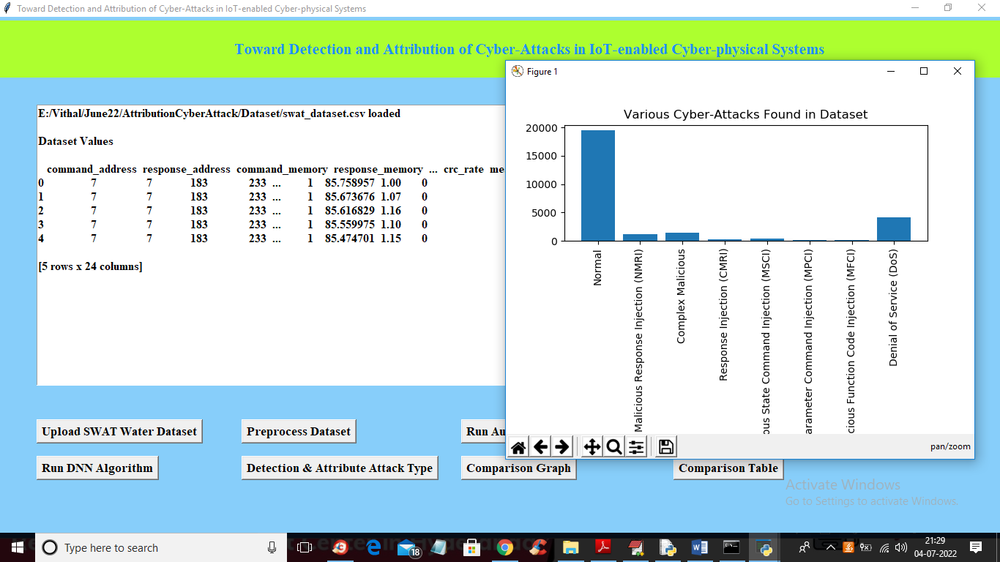 Toward Detection and Attribution of Cyber-Attacks in IoT-enabled Cyber-physical Systems
Toward Detection and Attribution of Cyber-Attacks in IoT-enabled Cyber-physical Systems
E:/Vithal/June22/AttributionCyberAttack/Dataset/swat_dataset.csv loaded
Dataset Values
command_address response_address command_memory response_memory ... crc_rate me
0 7 7 183 233 ... 1 85.758957 1.00 0
1 7 7 183 233 ... 1 85.673676 1.07 0
2 7 7 183 233 ... 1 85.616829 1.16 0
3 7 7 183 233 ... 1 85.559975 1.10 0
4 7 7 183 233 ... 1 85.474701 1.15 0
[5 rows x 24 columns]
Figure 1
Various Cyber-Attacks Found in Dataset
20000
15000
10000
5000
0
Normal
Malicious Response Injection (NMRI)
Complex Malicious
Response Injection (CMRI)
ous State Command Injection (MSCI)
arameter Command Injection (MPCI)
cious Function Code Injection (MFCI)
Denial of Service (DoS)
pan/zoom
Upload SWAT Water Dataset
Preprocess Dataset
Run Au
Run DNN Algorithm
Detection & Attribute Attack Type
Comparison Graph
Comparison Table
Activate Windows
Go to Settings to activate Windows.
Type here to search
18
21:29
04-07-2022